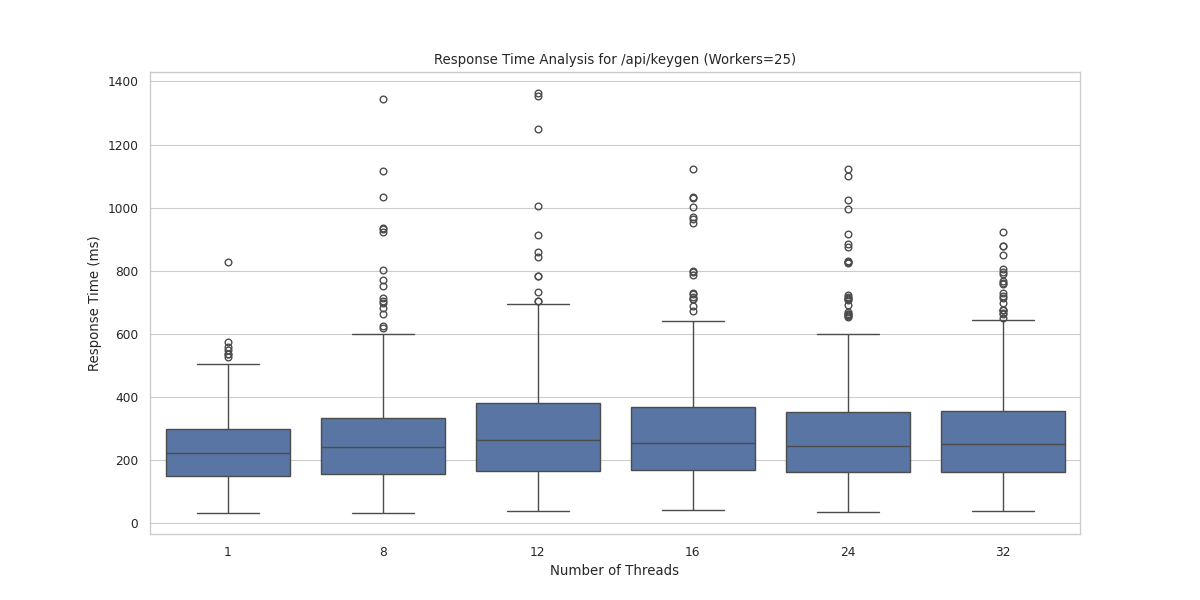 Response Time Analysis for /api/keygen (Workers=25)
1400
1200
1000
800
600
400
200
0
Response Time (ms)
1 8 12 16 24 32
Number of Threads